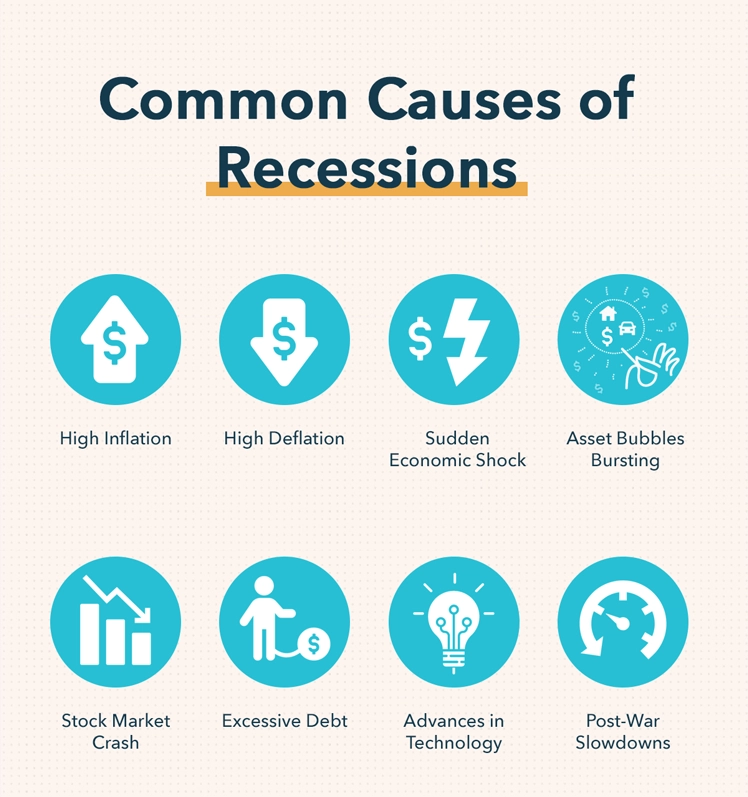 Common Causes of
Recessions
$
$
$
$
High Inflation
High Deflation
Sudden
Economic Shock
Asset Bubbles
Bursting
$
Stock Market
Crash
Excessive Debt
Advances in
Technology
Post-War
Slowdowns